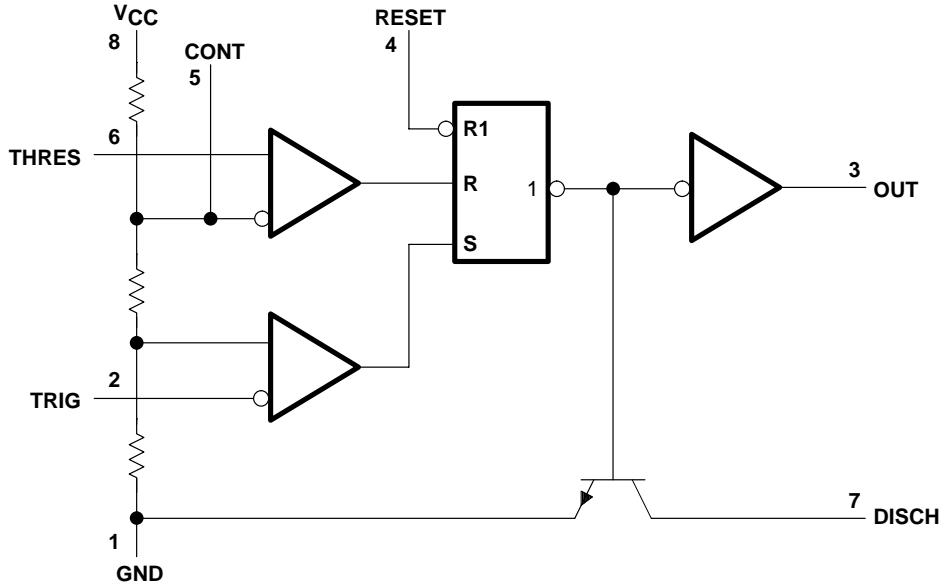 VCC
8
CONT
5
RESET
4
6
THRES
R1
R
1
S
3
OUT
2
TRIG
7
DISCH
1
GND